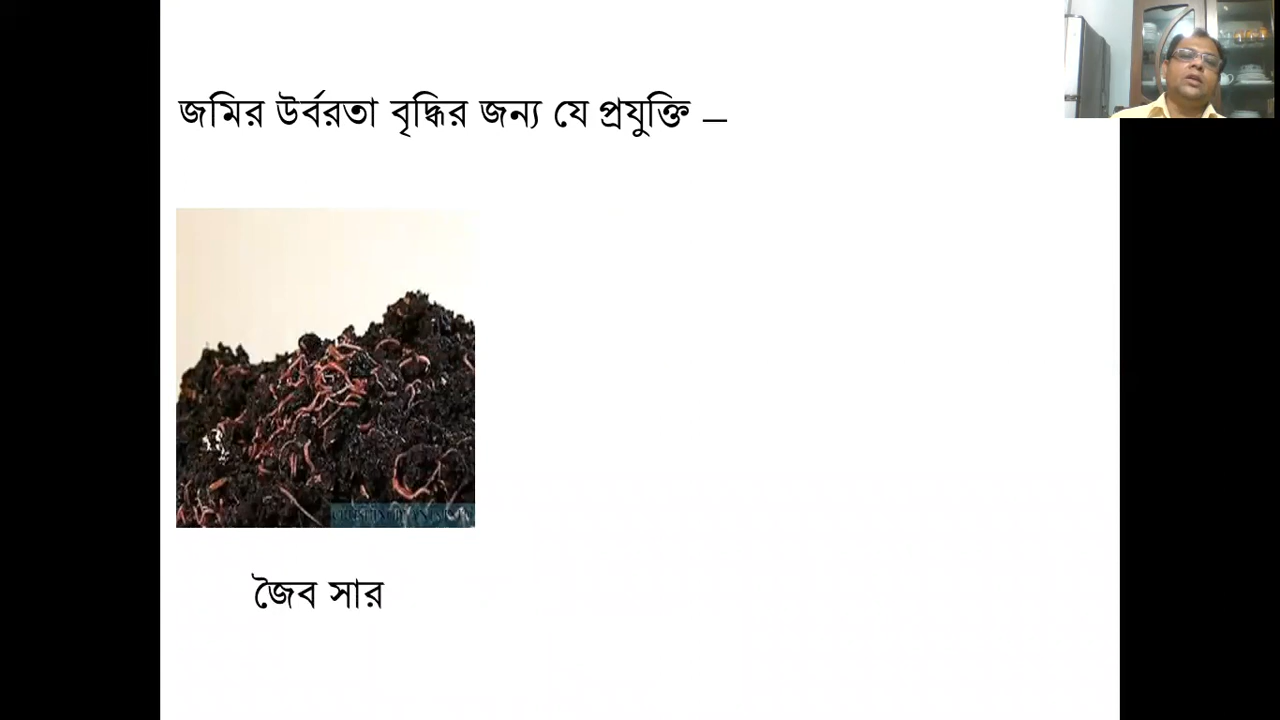 জমির উর্বরতা বৃদ্ধির জন্য যে প্রযুক্তি –
জৈব সার